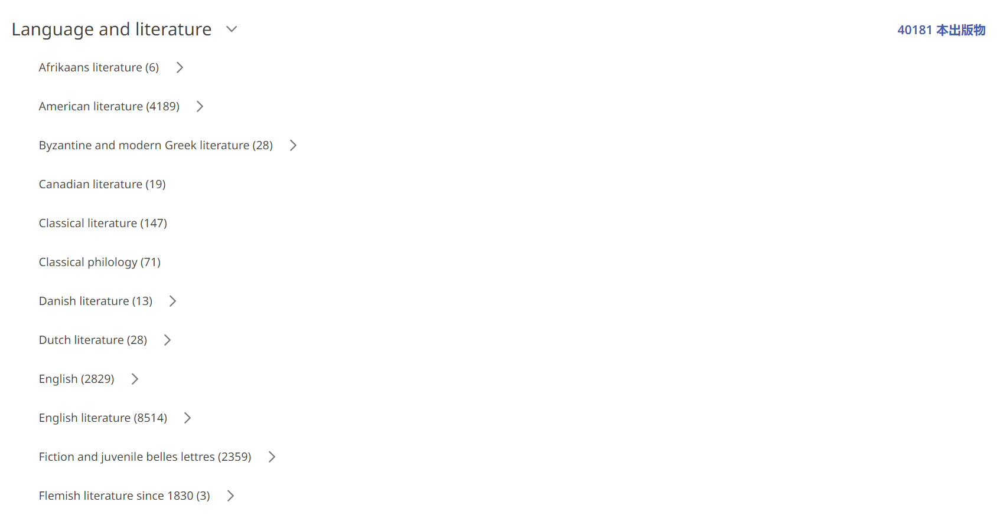 Language and literature
40181 本出版物
Afrikaans literature (6)
American literature (4189)
Byzantine and modern Greek literature (28)
Canadian literature (19)
Classical literature (147)
Classical philology (71)
Danish literature (13)
Dutch literature (28)
English (2829)
English literature (8514)
Fiction and juvenile belles lettres (2359)
Flemish literature since 1830 (3)